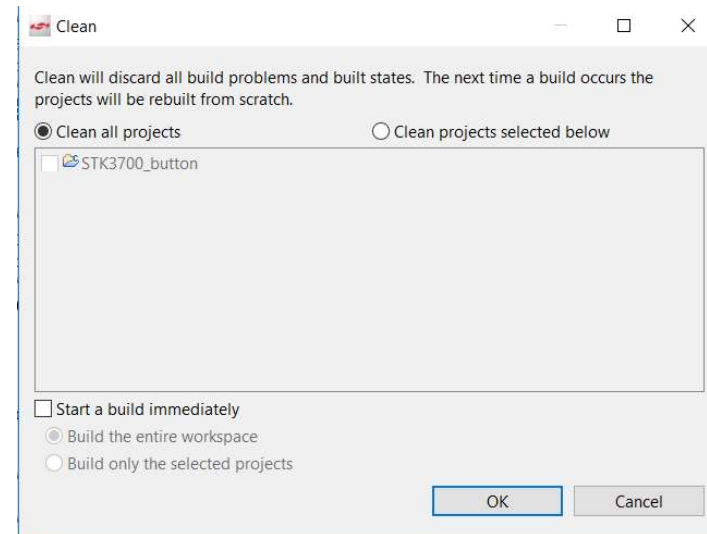 Clean
Clean will discard all build problems and built states. The next time a build occurs the
projects will be rebuilt from scratch.
Clean all projects Clean projects selected below
STK3700_button
Start a build immediately
Build the entire workspace
Build only the selected projects
OK Cancel